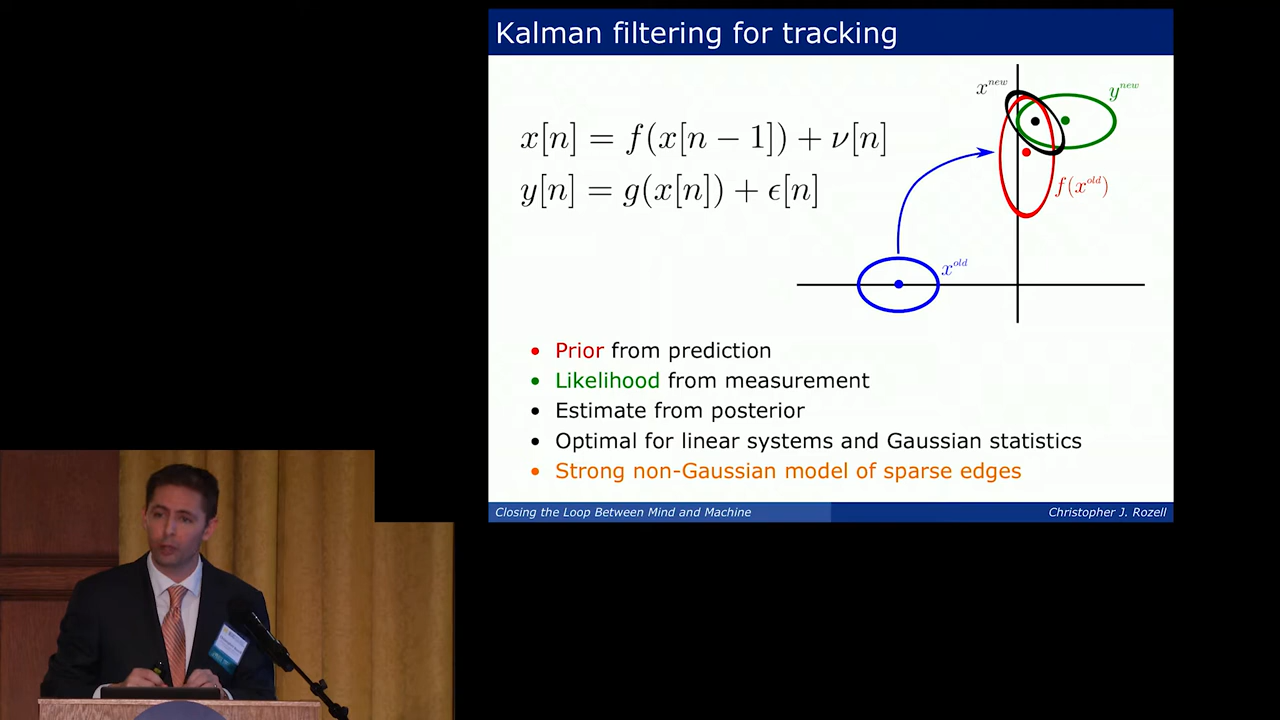 Kalman filtering for tracking
x[n] = f(x[n − 1]) + ν[n]
y[n] = g(x[n]) + ϵ[n]
x^new
y^new
f(x^old)
x^old
• Prior from prediction
• Likelihood from measurement
• Estimate from posterior
• Optimal for linear systems and Gaussian statistics
• Strong non-Gaussian model of sparse edges
Closing the Loop Between Mind and Machine
Christopher J. Rozell